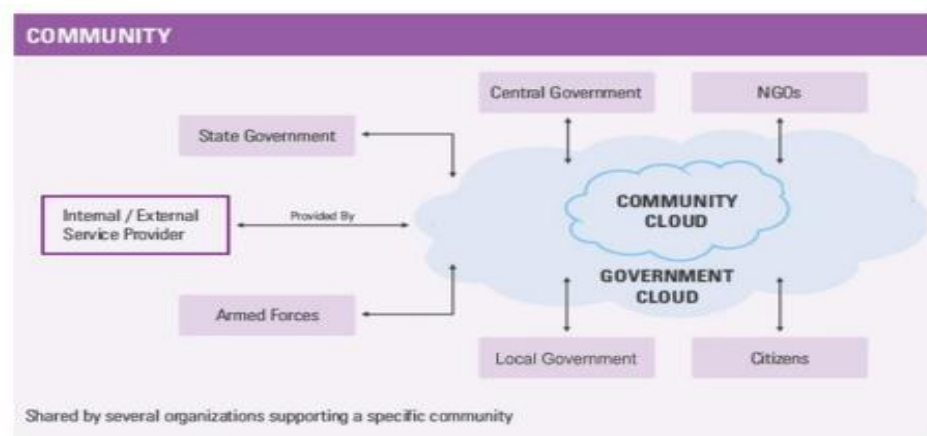 COMMUNITY
Central Government
NGOs
State Government
Internal / External
Service Provider
Provided By
COMMUNITY
CLOUD
GOVERNMENT
CLOUD
Armed Forces
Local Government
Citizens
Shared by several organizations supporting a specific community